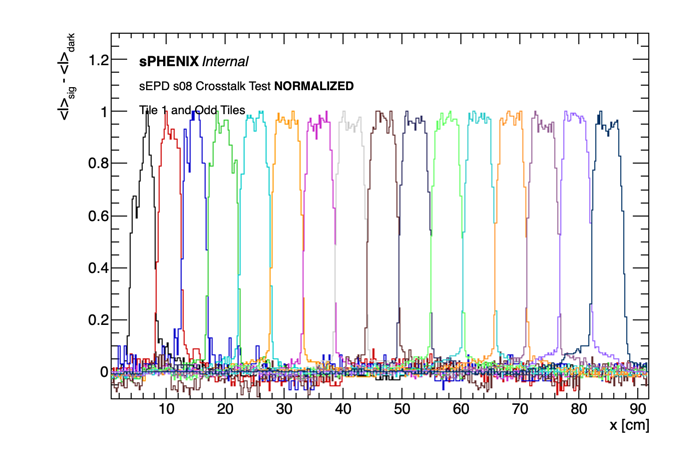 <I>sig - <I>dark
1.2
1
0.8
0.6
0.4
0.2
0
sPHENIX Internal
sEPD s08 Crosstalk Test NORMALIZED
Tile 1 and Odd Tiles
10 20 30 40 50 60 70 80 90
x [cm]